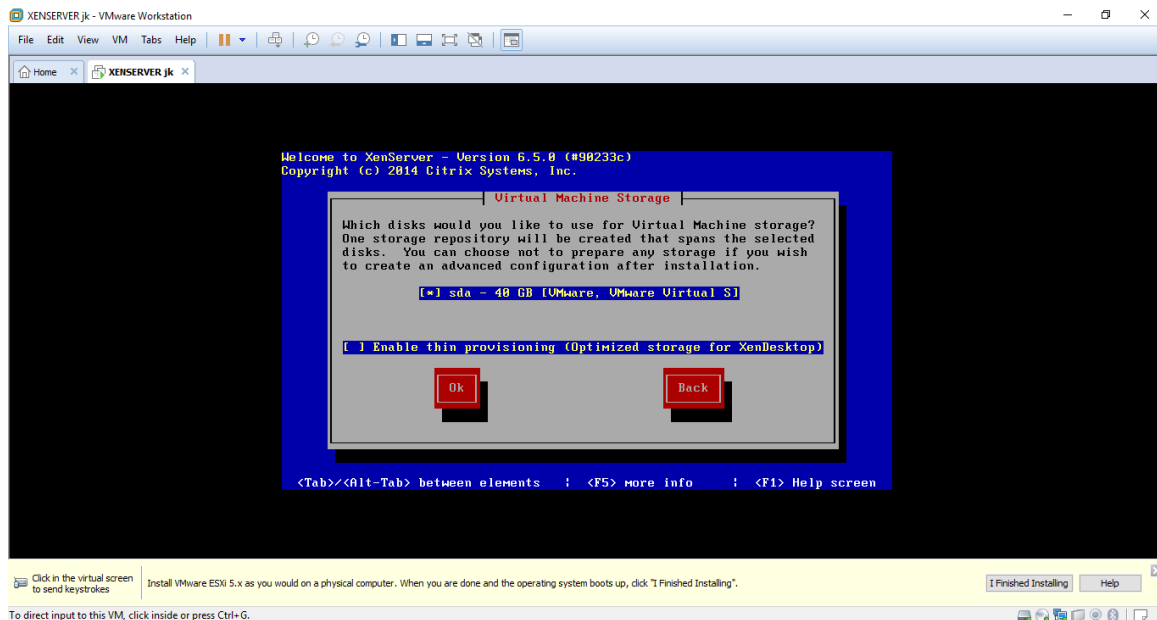 XENSERVER jk - VMware Workstation
File Edit View VM Tabs Help
Home
XENSERVER jk
Welcome to XenServer - Version 6.5.0 (#90233c)
Copyright (c) 2014 Citrix Systems, Inc.
Virtual Machine Storage
Which disks would you like to use for Virtual Machine storage?
One storage repository will be created that spans the selected
disks. You can choose not to prepare any storage if you wish
to create an advanced configuration after installation.
[*] sda - 40 GB [VMware, VMware Virtual S]
[ ] Enable thin provisioning (Optimized storage for XenDesktop)
Ok Back
<Tab>/<Alt-Tab> between elements ¦ <F5> more info ¦ <F1> Help screen
Click in the virtual screen
to send keystrokes
Install VMware ESXi 5.x as you would on a physical computer. When you are done and the operating system boots up, click "I Finished Installing".
I Finished Installing Help
To direct input to this VM, click inside or press Ctrl+G.